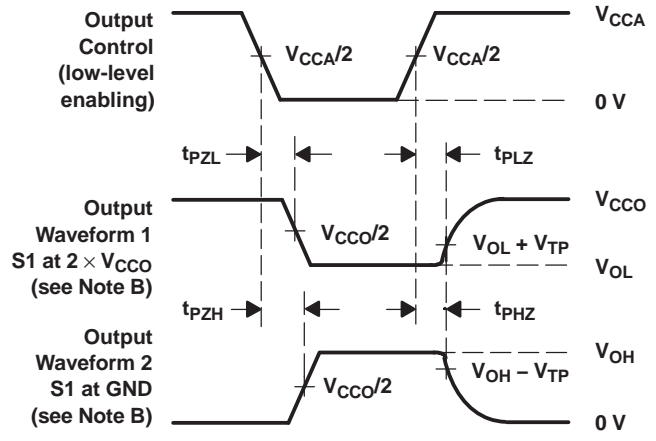 Output
Control
(low-level
enabling)
V_CCA
V_CCA/2
V_CCA/2
0 V
t_PZL
t_PLZ
Output
Waveform 1
S1 at 2 × V_CCO
(see Note B)
V_CCO
V_CCO/2
V_OL + V_TP
V_OL
t_PZH
t_PHZ
Output
Waveform 2
S1 at GND
(see Note B)
V_OH
V_OH − V_TP
V_CCO/2
0 V